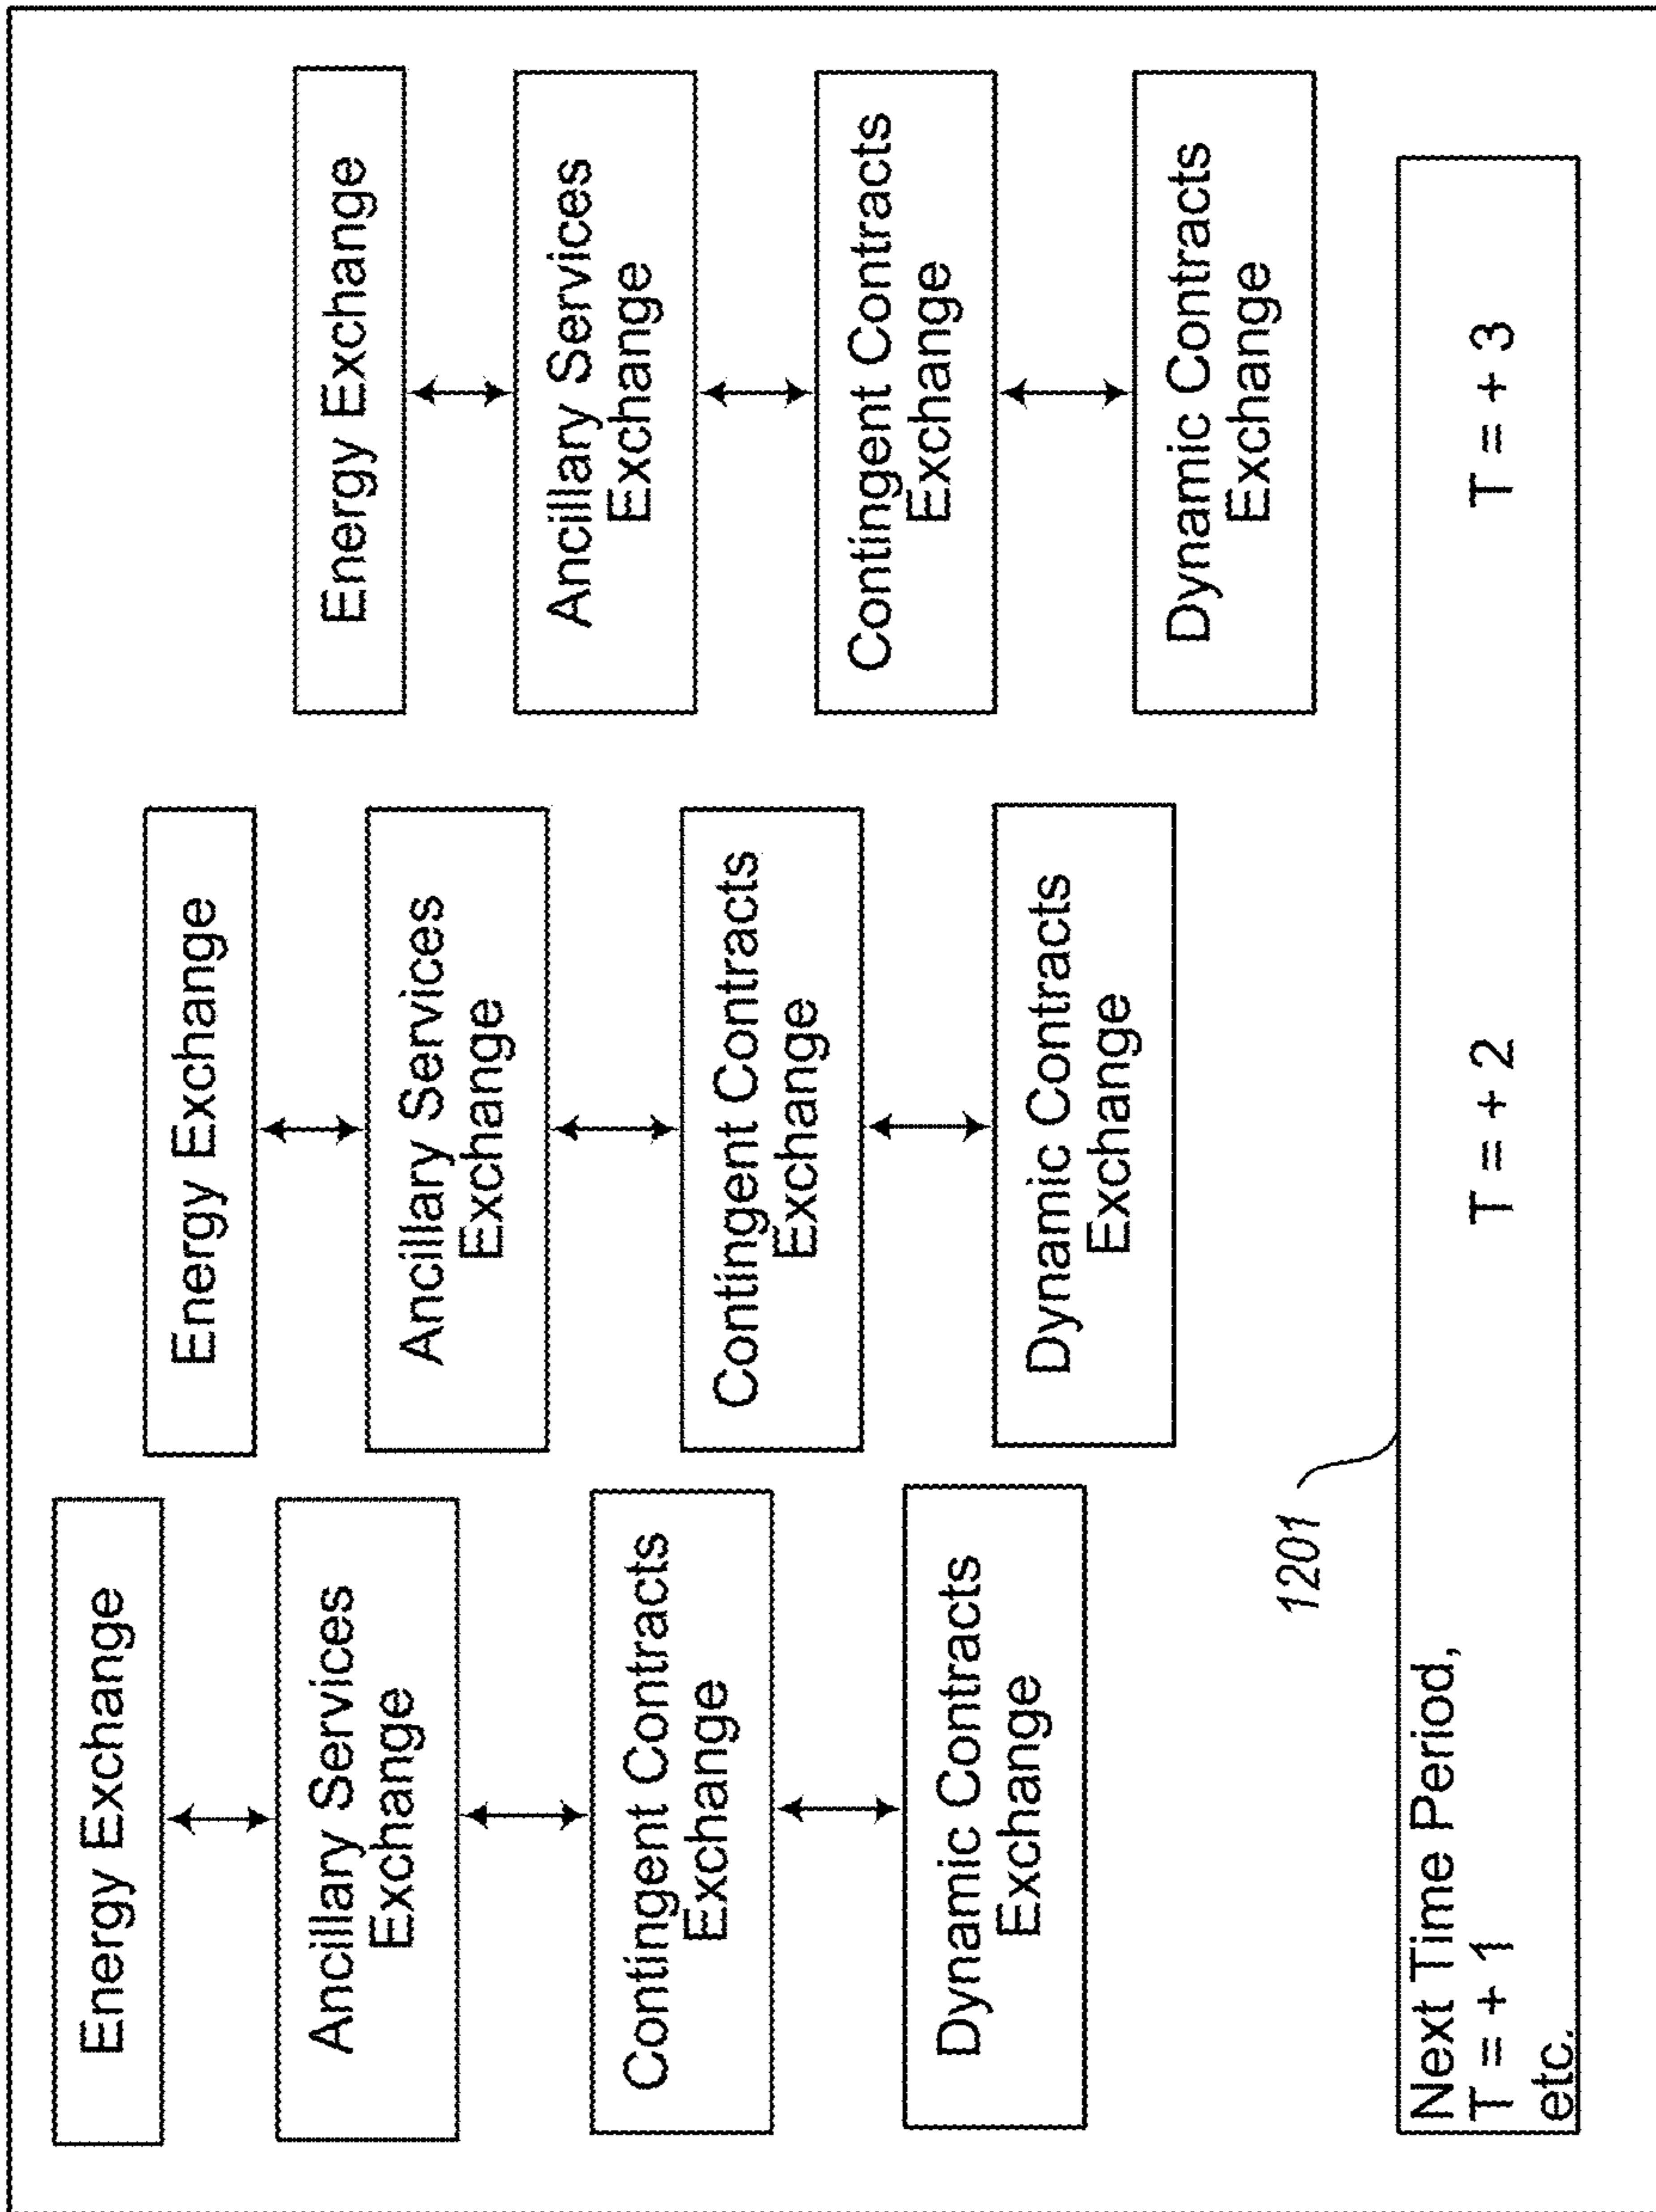 Energy Exchange
Ancillary Services
Exchange
Contingent Contracts
Exchange
Dynamic Contracts
Exchange
Energy Exchange
Ancillary Services
Exchange
Contingent Contracts
Exchange
Dynamic Contracts
Exchange
Energy Exchange
Ancillary Services
Exchange
Contingent Contracts
Exchange
Dynamic Contracts
Exchange
1201
Next Time Period,
T = + 1
etc.
T = + 2
T = + 3